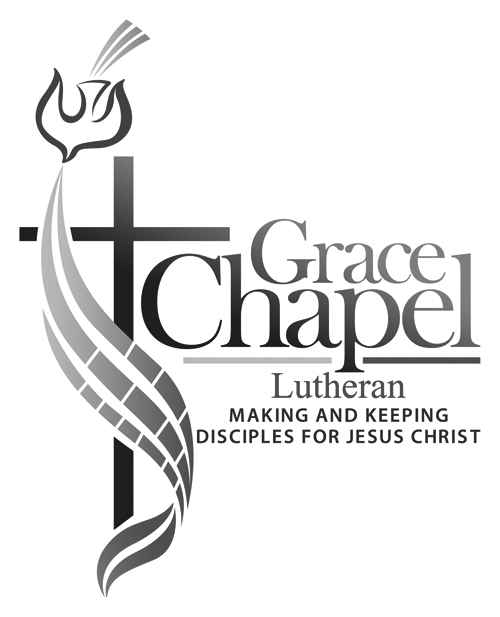 Grace
Chapel
Lutheran
MAKING AND KEEPING
DISCIPLES FOR JESUS CHRIST